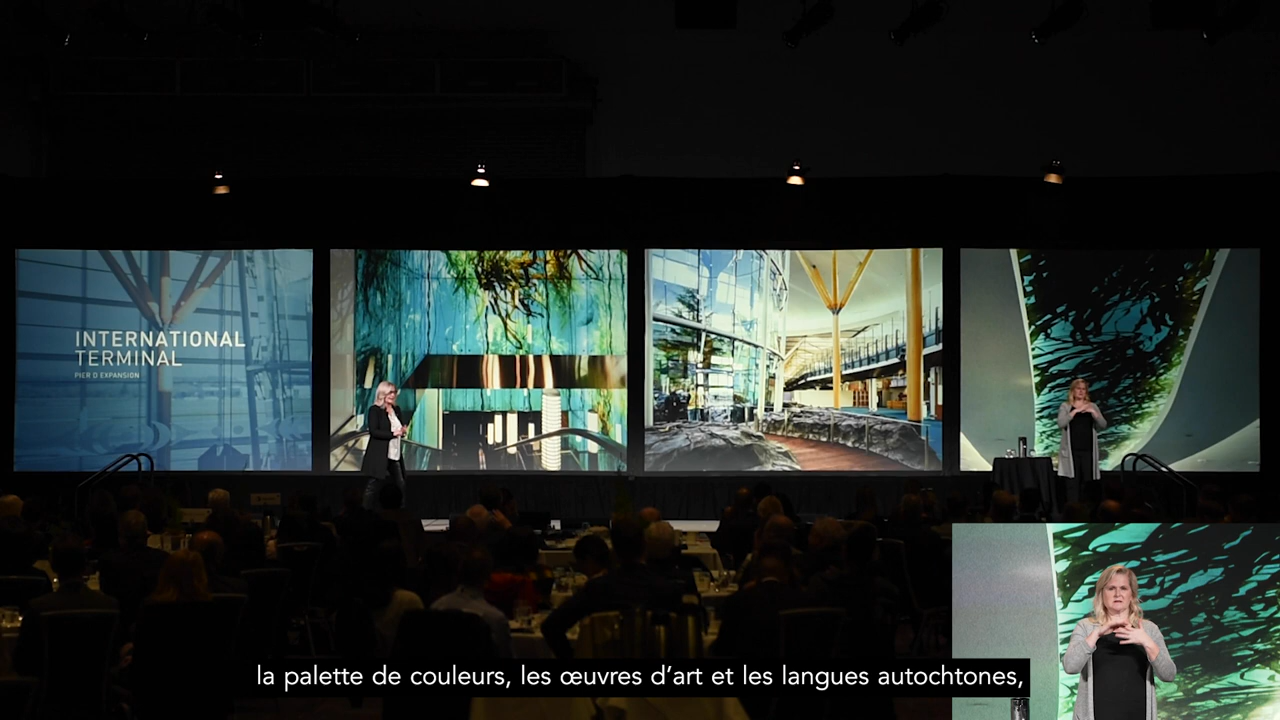 INTERNATIONAL
TERMINAL
PIER D EXPANSION
la palette de couleurs, les œuvres d’art et les langues autochtones,